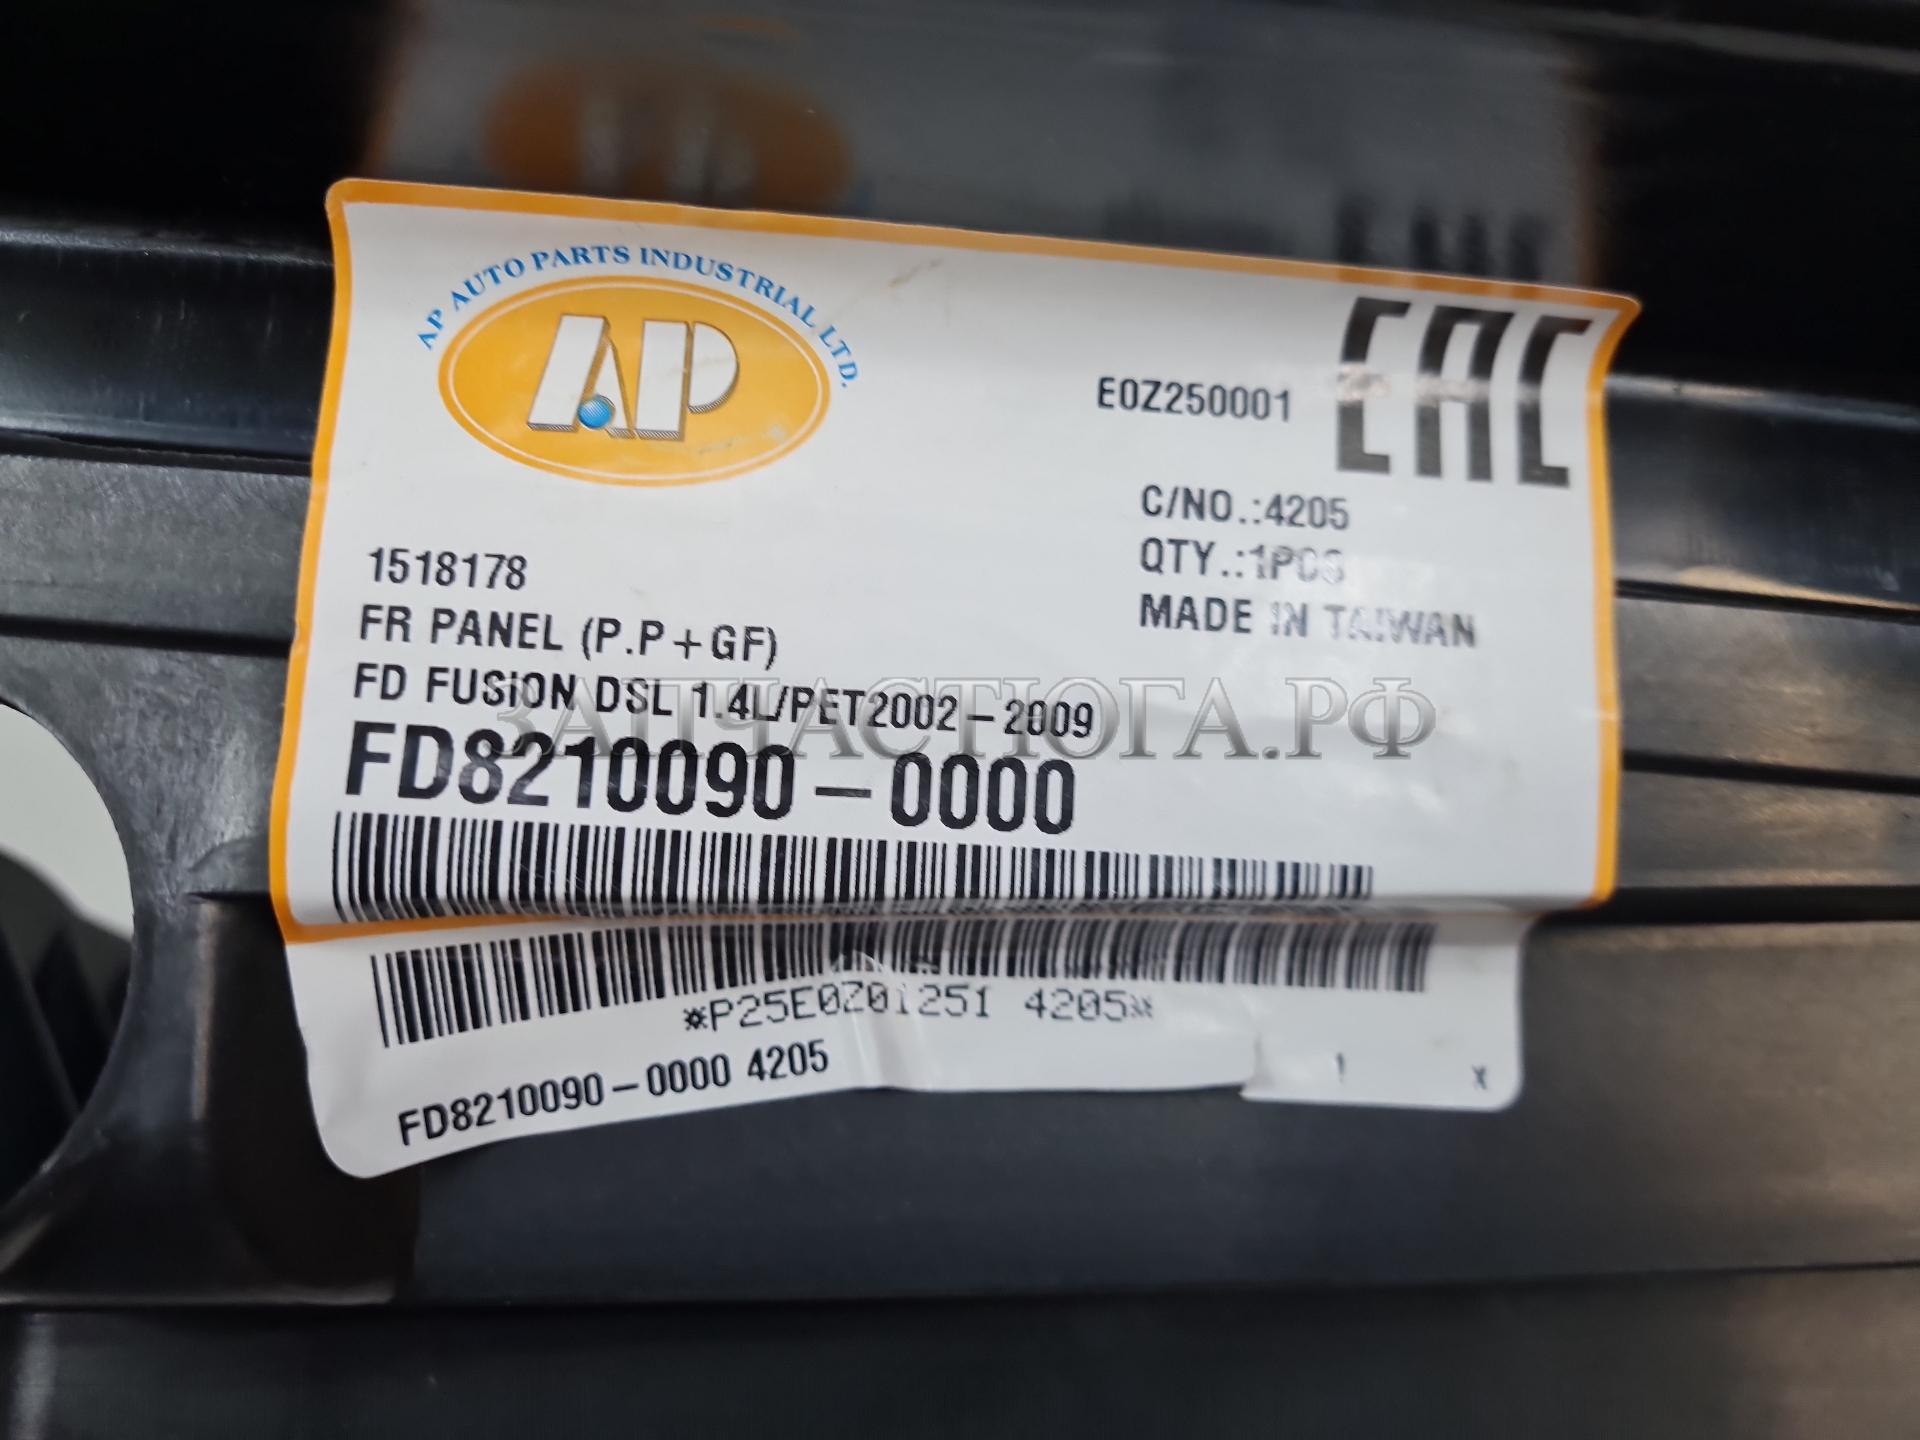 AP AUTO PARTS INDUSTRIAL LTD.
AP
E0Z250001
EAC
C/NO.:4205
QTY.:1PCS
MADE IN TAIWAN
1518178
FR PANEL (P.P+GF)
FD FUSION DSL 1.4L/PET2002-2009
ЗАПЧАСТЮГА.РФ
FD8210090-0000
*P25E0Z01251 4205*
FD8210090-0000 4205
1 X